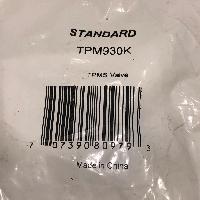 STANDARD
TPM930K
TPMS Valve
7 07390 80979 3
Made in China